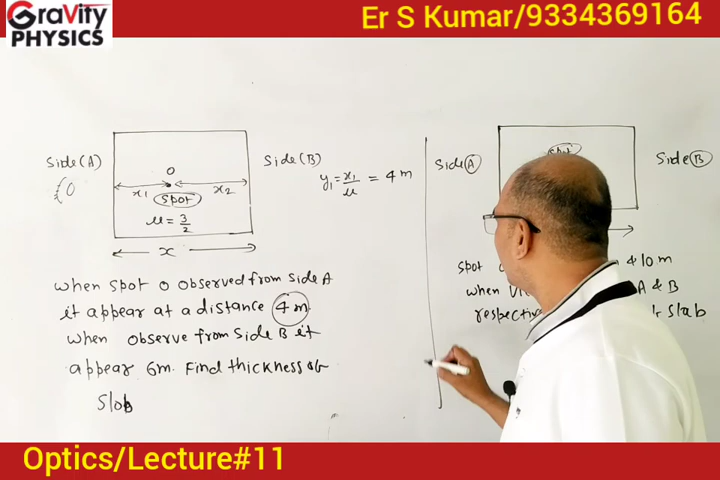 GRAVITY
PHYSICS
Er S Kumar/9334369164
Side(A)
Side(B)
O
x1
x2
spot
μ = 3/2
x
y1 = x1/μ = 4 m
when spot O observed from side A
it appear at a distance 4 m.
when observe from side B it
appear 6m. Find thickness of
Slab
Side(A)
Side(B)
spot
spot
& 10 m
when
A & B
slab
Optics/Lecture#11